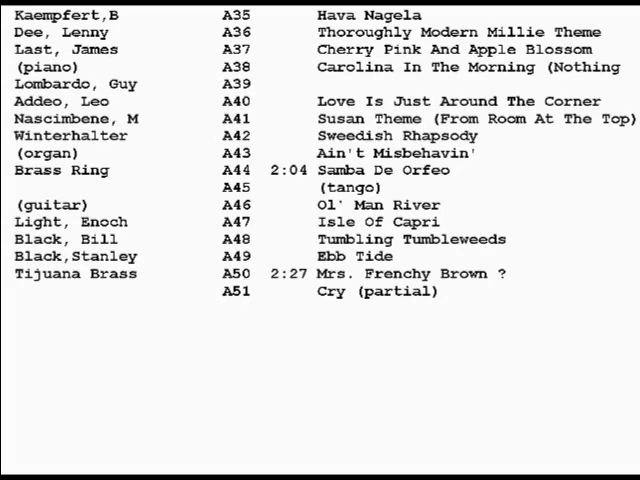 Kaempfert,B A35 Hava Nagela
Dee, Lenny A36 Thoroughly Modern Millie Theme
Last, James A37 Cherry Pink And Apple Blossom
(piano) A38 Carolina In The Morning (Nothing
Lombardo, Guy A39
Addeo, Leo A40 Love Is Just Around The Corner
Nascimbene, M A41 Susan Theme (From Room At The Top)
Winterhalter A42 Sweedish Rhapsody
(organ) A43 Ain't Misbehavin'
Brass Ring A44 2:04 Samba De Orfeo
A45 (tango)
(guitar) A46 Ol' Man River
Light, Enoch A47 Isle Of Capri
Black, Bill A48 Tumbling Tumbleweeds
Black,Stanley A49 Ebb Tide
Tijuana Brass A50 2:27 Mrs. Frenchy Brown ?
A51 Cry (partial)